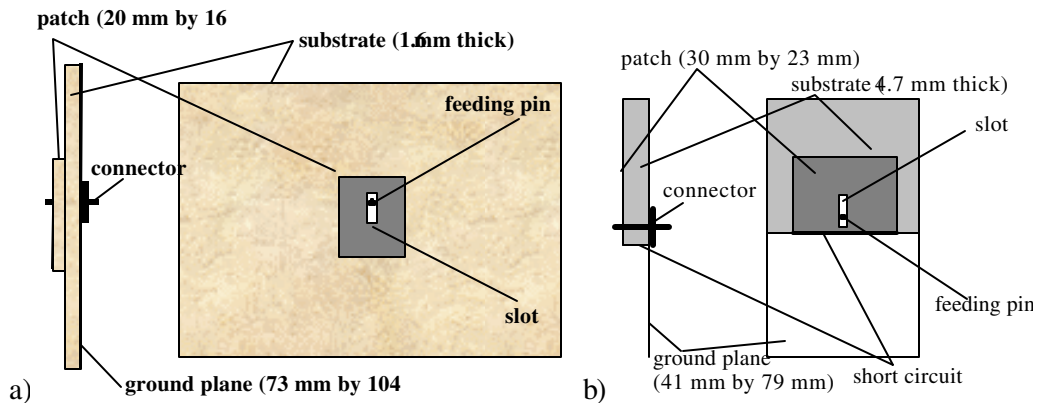 patch (20 mm by 16
substrate (1.6mm thick)
feeding pin
connector
slot
ground plane (73 mm by 104
a)
patch (30 mm by 23 mm)
substrate 4.7 mm thick)
slot
connector
feeding pin
ground plane
(41 mm by 79 mm)
short circuit
b)